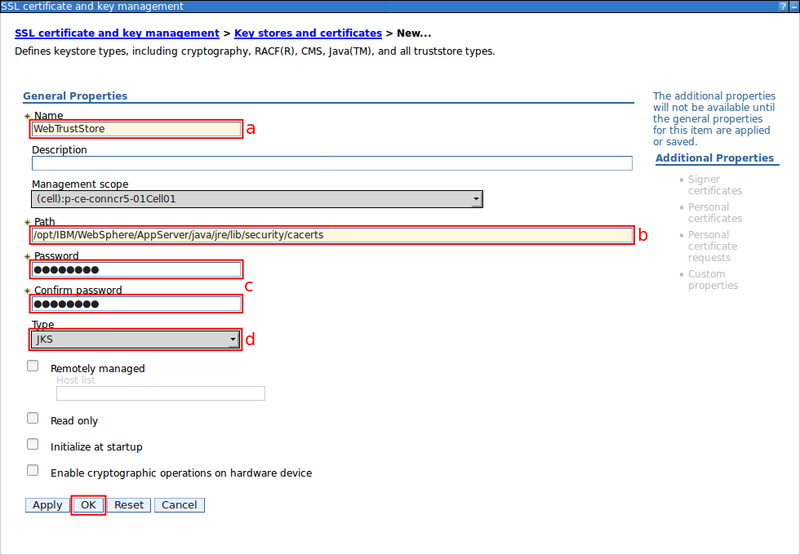 SSL certificate and key management ? –
SSL certificate and key management > Key stores and certificates > New...
Defines keystore types, including cryptography, RACF(R), CMS, Java(TM), and all truststore types.
General Properties
* Name
WebTrustStore a
Description
Management scope
(cell):p-ce-conncr5-01Cell01
* Path
/opt/IBM/WebSphere/AppServer/java/jre/lib/security/cacerts b
* Password
●●●●●●●●
c
* Confirm password
●●●●●●●●
Type
JKS d
Remotely managed
Host list
Read only
Initialize at startup
Enable cryptographic operations on hardware device
Apply OK Reset Cancel
The additional properties
will not be available until
the general properties
for this item are applied
or saved.
Additional Properties
Signer
certificates
Personal
certificates
Personal
certificate
requests
Custom
properties